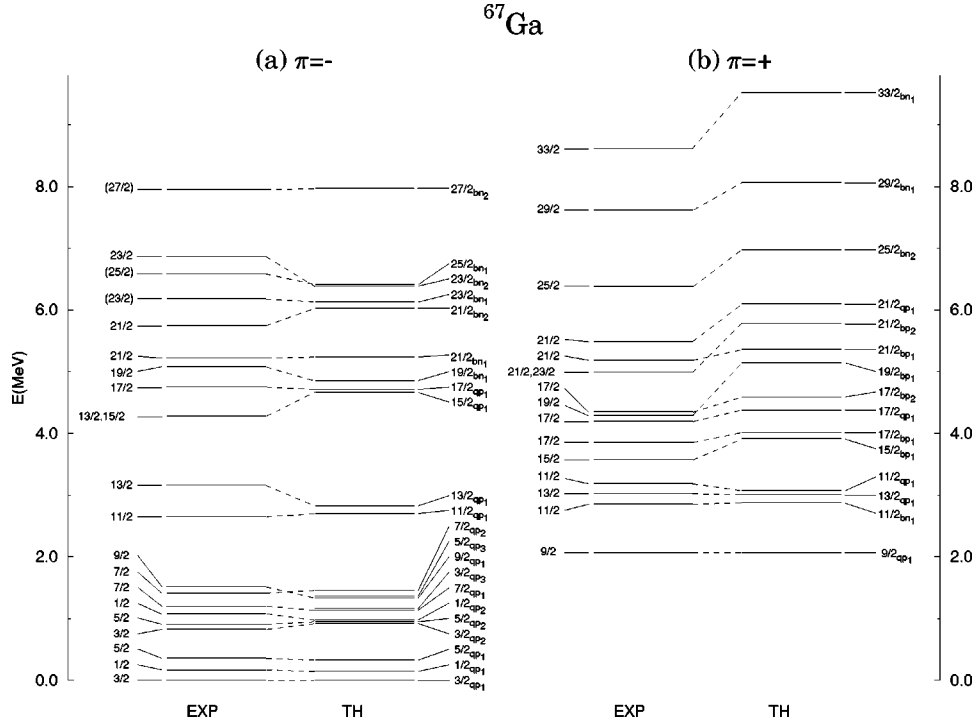 ⁶⁷Ga
(a) π=-
(b) π=+
E(MeV)
8.0
6.0
4.0
2.0
0.0
(27/2)
23/2
(25/2)
(23/2)
21/2
21/2
19/2
17/2
13/2,15/2
13/2
11/2
9/2
7/2
7/2
1/2
5/2
3/2
5/2
1/2
3/2
27/2bn₂
25/2bn₁
23/2bn₂
23/2bn₁
21/2bn₂
21/2bn₁
19/2bn₁
17/2qp₁
15/2qp₁
13/2qp₁
11/2qp₁
7/2qp₂
5/2qp₃
9/2qp₁
3/2qp₃
7/2qp₁
1/2qp₂
5/2qp₂
3/2qp₂
5/2qp₁
1/2qp₁
3/2qp₁
EXP
TH
33/2
29/2
25/2
21/2
21/2
21/2,23/2
17/2
19/2
17/2
17/2
15/2
11/2
13/2
11/2
9/2
33/2bn₁
29/2bn₁
25/2bn₂
21/2qp₁
21/2bp₂
21/2bp₁
19/2bp₁
17/2bp₂
17/2qp₁
17/2bp₁
15/2bp₁
11/2qp₁
13/2qp₁
11/2bn₁
9/2qp₁
8.0
6.0
4.0
2.0
0.0
EXP
TH